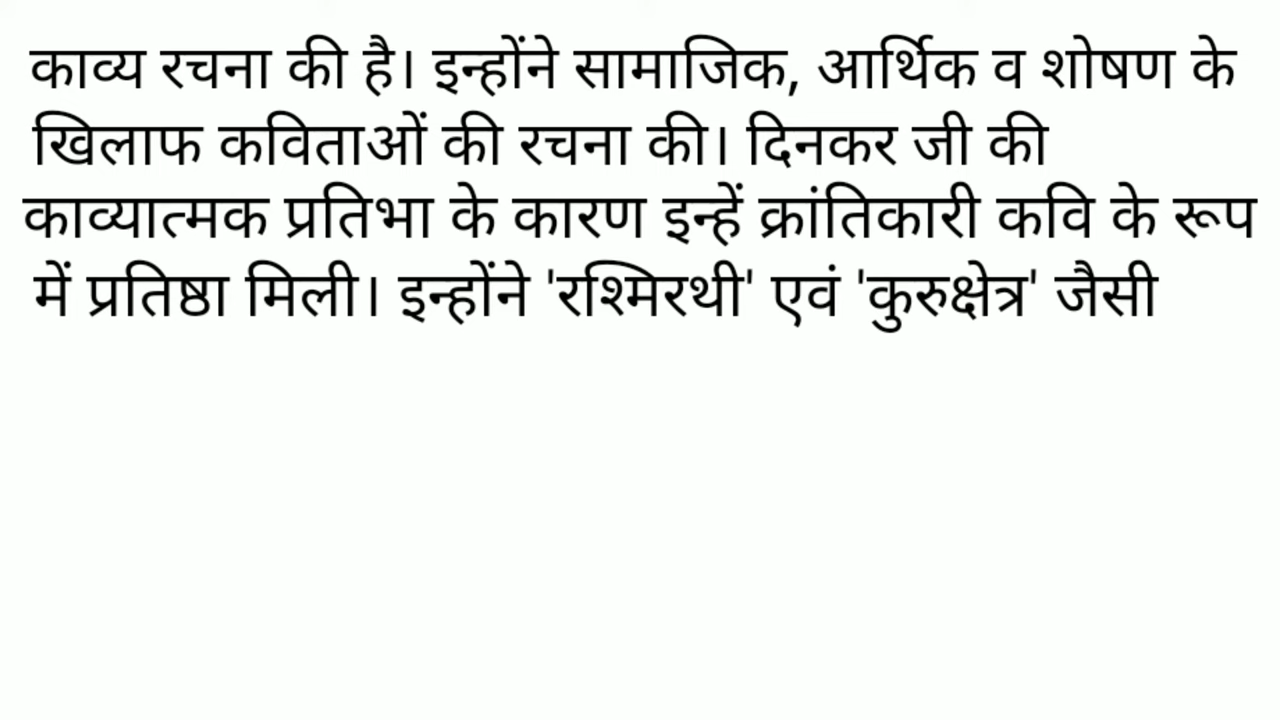 काव्य रचना की है। इन्होंने सामाजिक, आर्थिक व शोषण के
खिलाफ कविताओं की रचना की। दिनकर जी की
काव्यात्मक प्रतिभा के कारण इन्हें क्रांतिकारी कवि के रूप
में प्रतिष्ठा मिली। इन्होंने 'रश्मिरथी' एवं 'कुरुक्षेत्र' जैसी